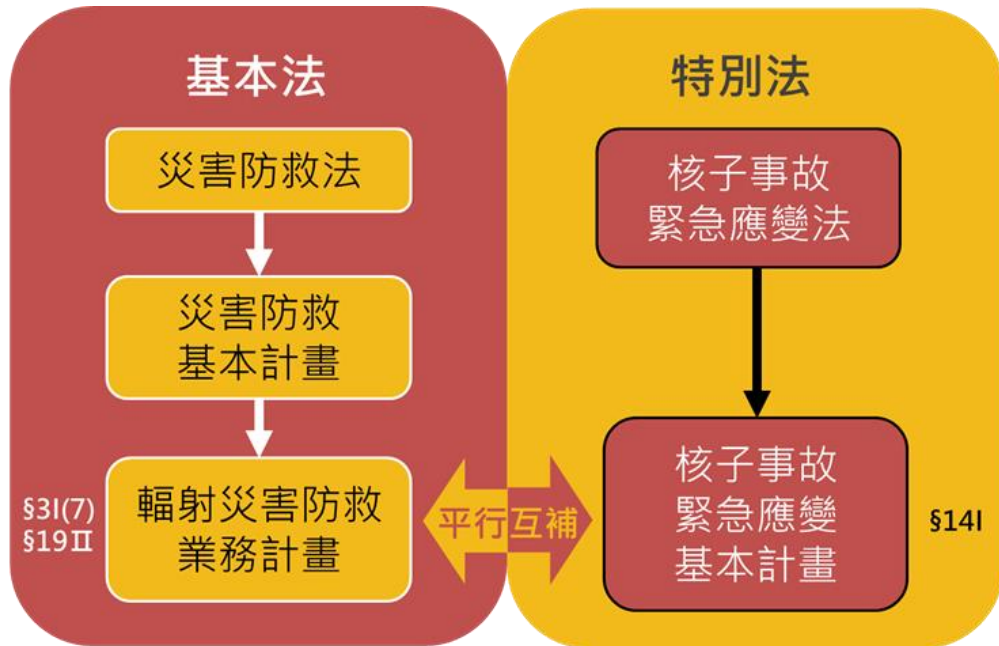 基本法
災害防救法
災害防救
基本計畫
§3I(7)
§19Ⅱ
輻射災害防救
業務計畫
平行互補
特別法
核子事故
緊急應變法
核子事故
緊急應變
基本計畫
§14I